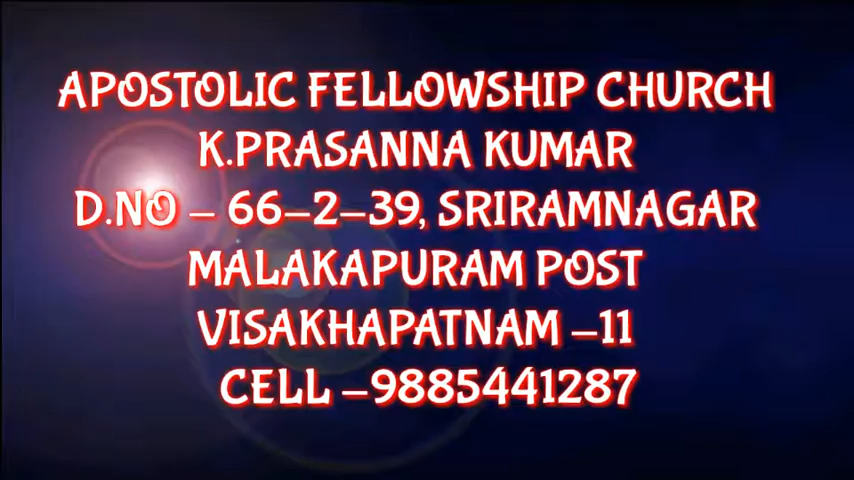 APOSTOLIC FELLOWSHIP CHURCH
K.PRASANNA KUMAR
D.NO – 66–2–39, SRIRAMNAGAR
MALAKAPURAM POST
VISAKHAPATNAM –11
CELL –9885441287